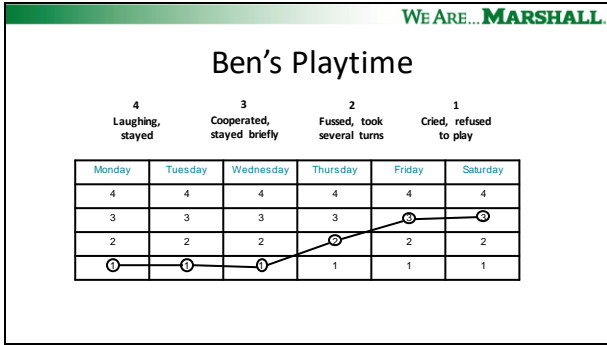 WE ARE... MARSHALL.
Ben's Playtime
4 3 2 1
Laughing, Cooperated, Fussed, took Cried, refused
stayed stayed briefly several turns to play
Monday Tuesday Wednesday Thursday Friday Saturday
4 4 4 4 4 4
3 3 3 3 3 3
2 2 2 2 2 2
1 1 1 1 1 1